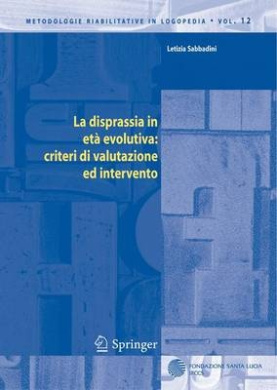 METODOLOGIE RIABILITATIVE IN LOGOPEDIA • VOL. 12
Letizia Sabbadini
La disprassia in
età evolutiva:
criteri di valutazione
ed intervento
Springer
FONDAZIONE SANTA LUCIA
IRCCS